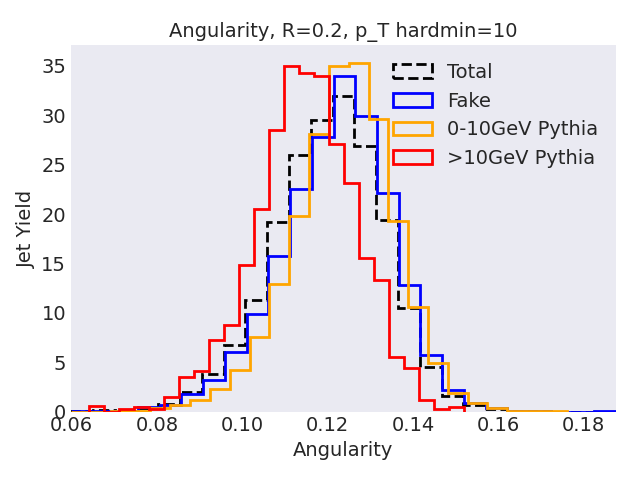 Angularity, R=0.2, p_T hardmin=10
Total
Fake
0-10GeV Pythia
>10GeV Pythia
Jet Yield
35
30
25
20
15
10
5
0
0.06 0.08 0.10 0.12 0.14 0.16 0.18
Angularity